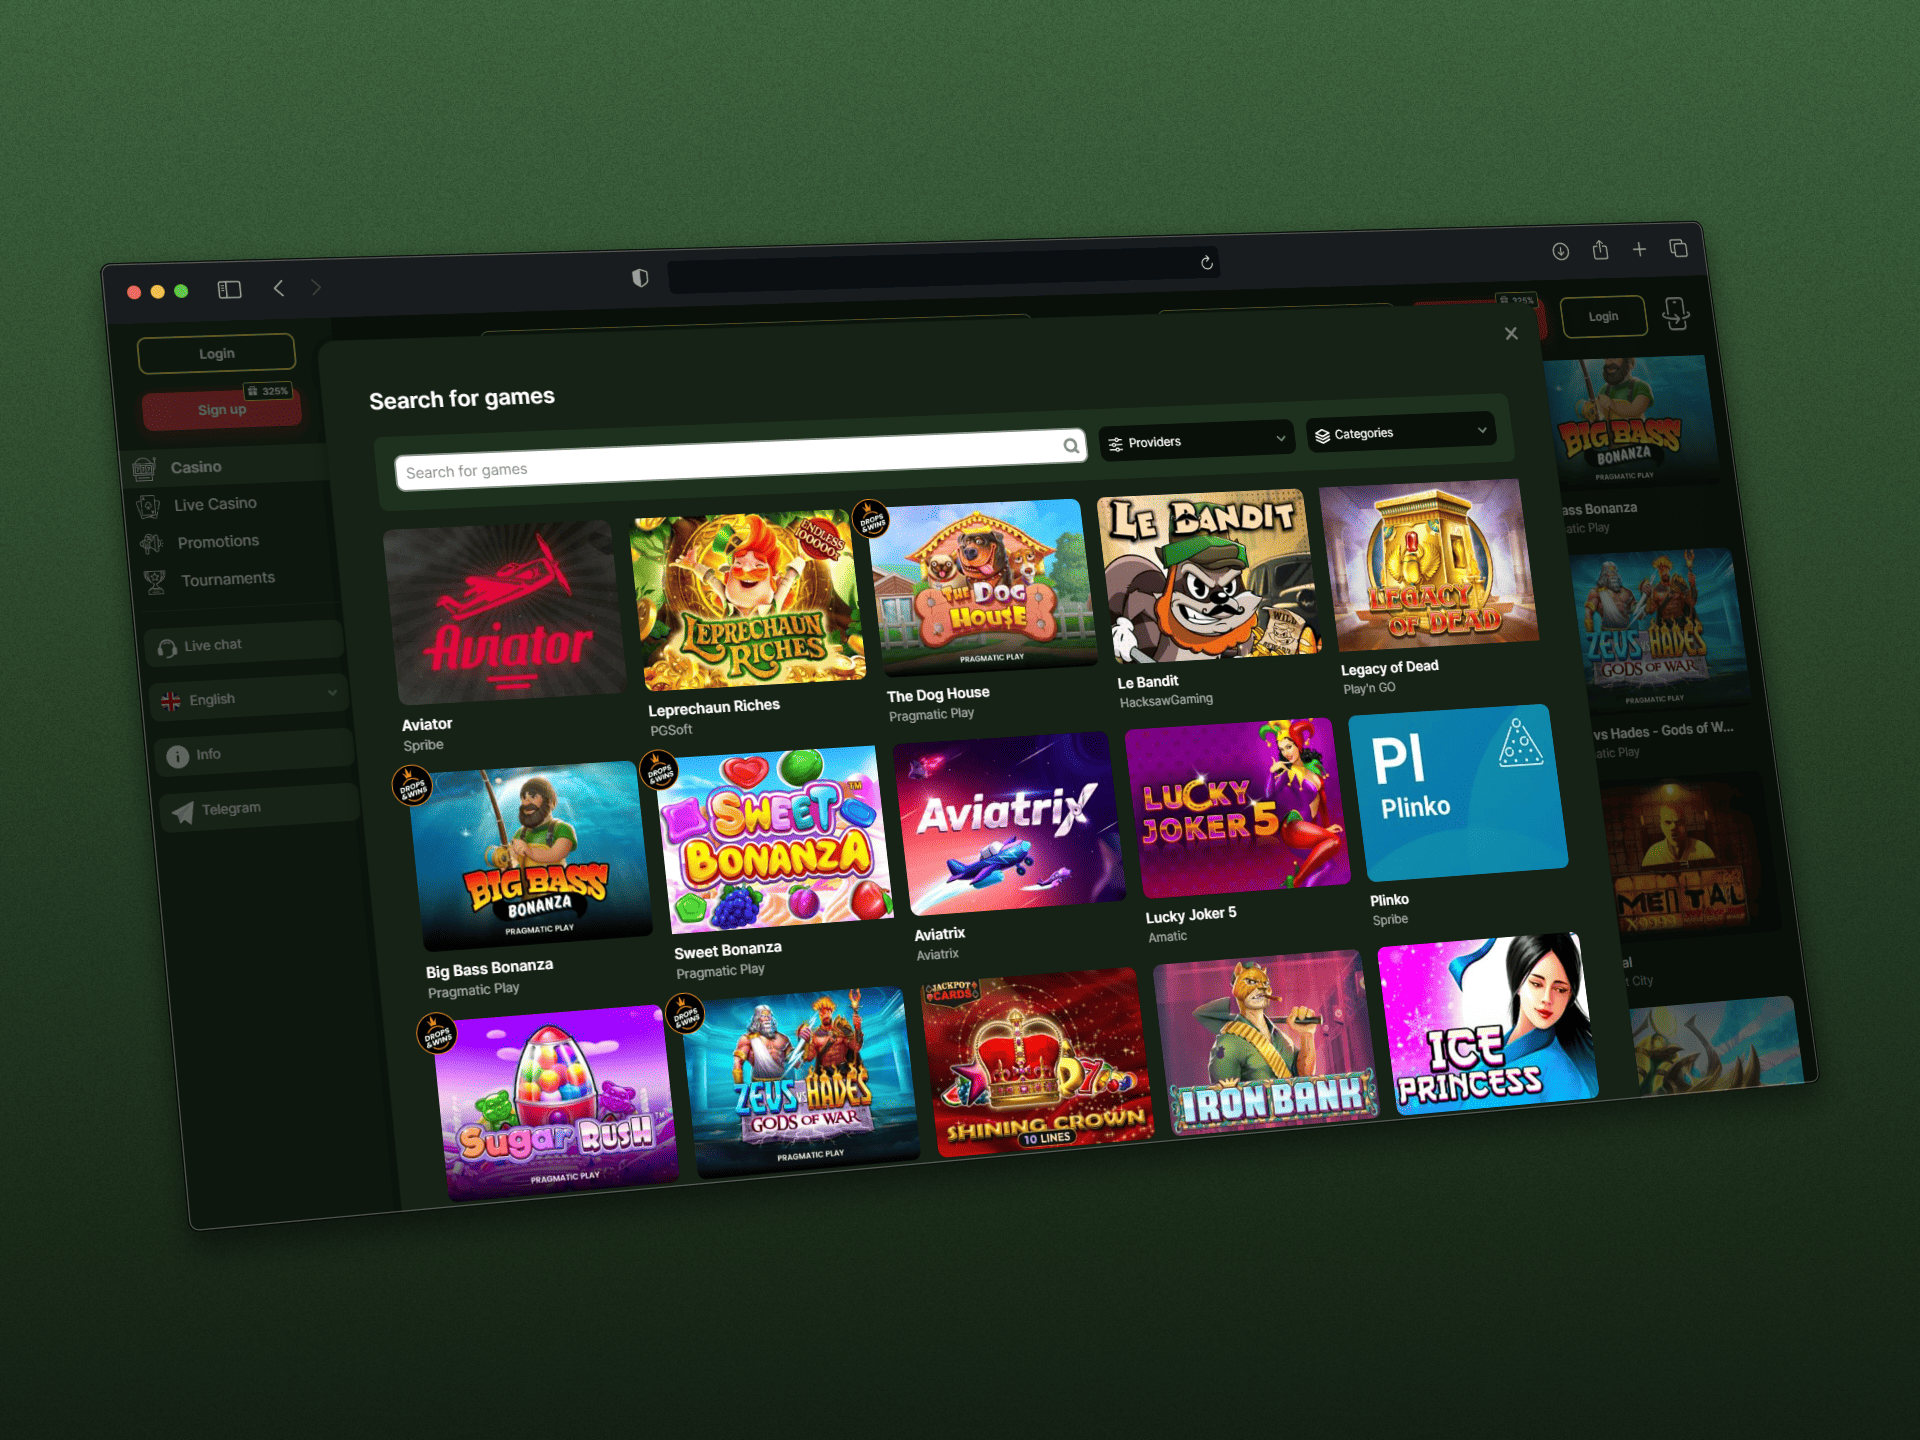 325%
Login
Login
325%
Sign up
Casino
Live Casino
Promotions
Tournaments
Live chat
English
Info
Telegram
Search for games
Search for games
Providers
Categories
Aviator
Aviator
Spribe
ENDLESS
100000x
LEPRECHAUN
RICHES
Leprechaun Riches
PGSoft
DROPS
&WINS
THE DOG
HOUSE
PRAGMATIC PLAY
The Dog House
Pragmatic Play
LE BANDIT
WILD
Le Bandit
HacksawGaming
LEGACY
OF DEAD
Legacy of Dead
Play'n GO
BIG BASS
BONANZA
PRAGMATIC PLAY
ass Bonanza
atic Play
DROPS
&WINS
BIG BASS
BONANZA
PRAGMATIC PLAY
Big Bass Bonanza
Pragmatic Play
DROPS
&WINS
SWEET
BONANZA
TM
Sweet Bonanza
Pragmatic Play
Aviatrix
Aviatrix
Aviatrix
LUCKY
JOKER 5
Lucky Joker 5
Amatic
Pl
Plinko
Plinko
Spribe
ZEUS VS HADES
GODS OF WAR
PRAGMATIC PLAY
vs Hades - Gods of W...
atic Play
DROPS
&WINS
Sugar RUSH
TM
PRAGMATIC PLAY
DROPS
&WINS
ZEUS VS HADES
GODS OF WAR
PRAGMATIC PLAY
JACKPOT
CARDS
SHINING CROWN
10 LINES
IRON BANK
ICE
PRINCESS
MEИTAL
al
t City